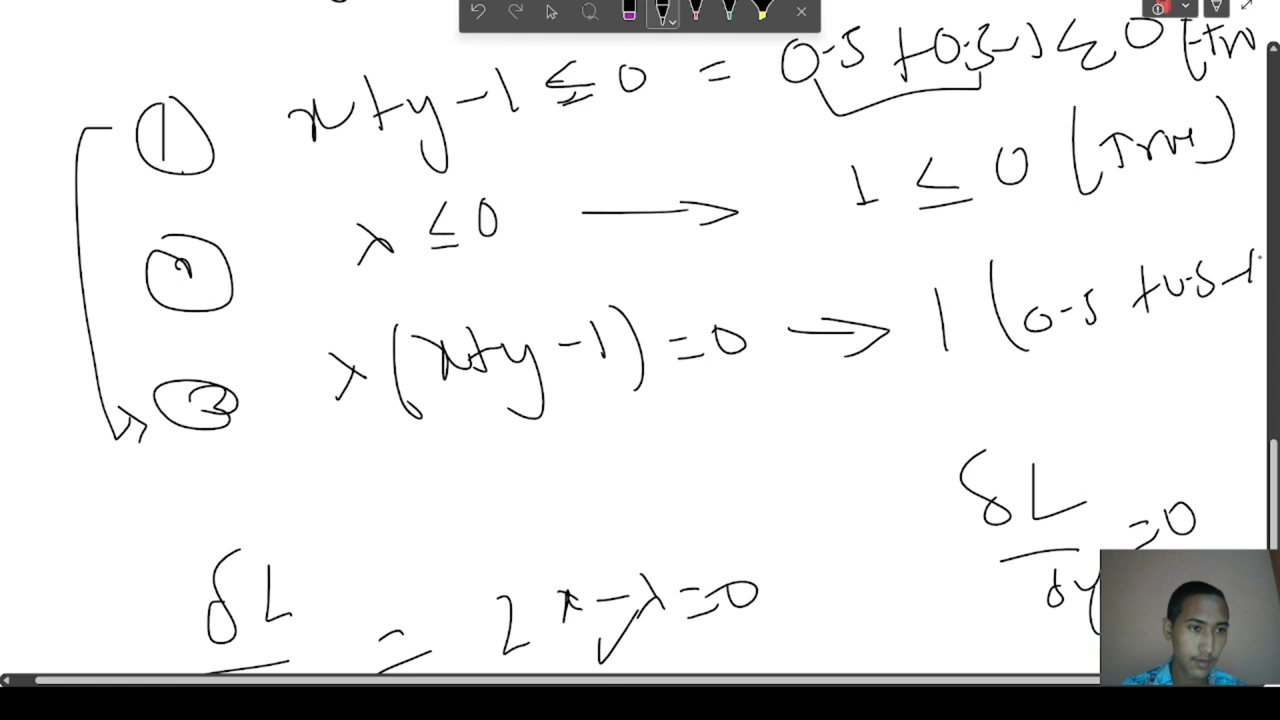 ① x+y-1≤0 = 0.5+0.5-1≤0 (Tru
② λ≤0 → 1≤0 (True)
③ λ(x+y-1)=0 → 1(0.5+0.5-1
δL = 2x-λ=0
δL/δy =0